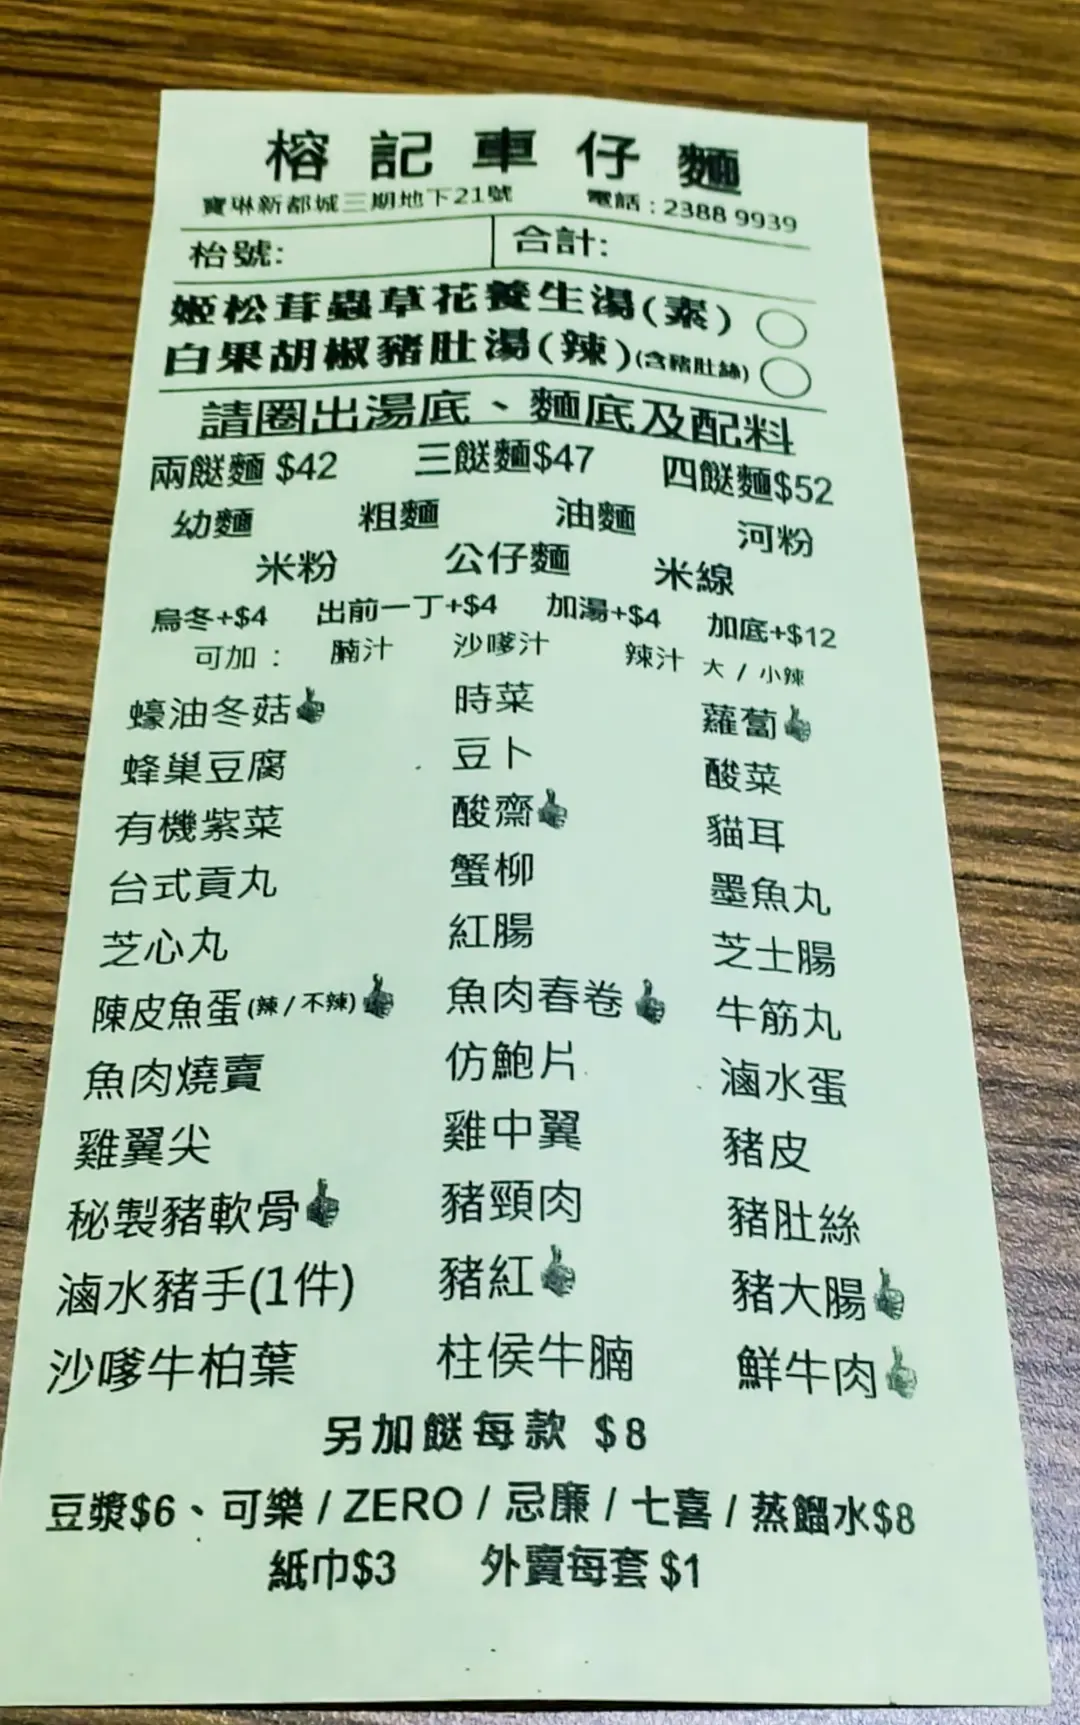 榕記車仔麵
寶琳新都城三期地下21號 電話:2388 9939
枱號: 合計:
姬松茸蟲草花養生湯(素)
白果胡椒豬肚湯(辣)(含豬肚絲)
請圈出湯底、麵底及配料
兩餸麵 $42 三餸麵$47 四餸麵$52
幼麵 粗麵 油麵 河粉
米粉 公仔麵 米線
烏冬+$4 出前一丁+$4 加湯+$4 加底+$12
可加: 腩汁 沙嗲汁 辣汁 大 / 小辣
蠔油冬菇 時菜 蘿蔔
蜂巢豆腐 豆卜 酸菜
有機紫菜 酸齋 貓耳
台式貢丸 蟹柳 墨魚丸
芝心丸 紅腸 芝士腸
陳皮魚蛋(辣/不辣) 魚肉春卷 牛筋丸
魚肉燒賣 仿鮑片 滷水蛋
雞翼尖 雞中翼 豬皮
秘製豬軟骨 豬頸肉 豬肚絲
滷水豬手(1件) 豬紅 豬大腸
沙嗲牛柏葉 柱侯牛腩 鮮牛肉
另加餸每款 $8
豆漿$6、可樂 / ZERO / 忌廉 / 七喜 / 蒸餾水$8
紙巾$3 外賣每套 $1